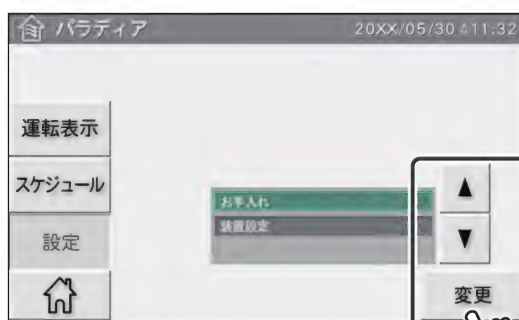 パラディア 20XX/05/30 11:32
運転表示
スケジュール
設定
お手入れ
装置設定
▲
▼
変更